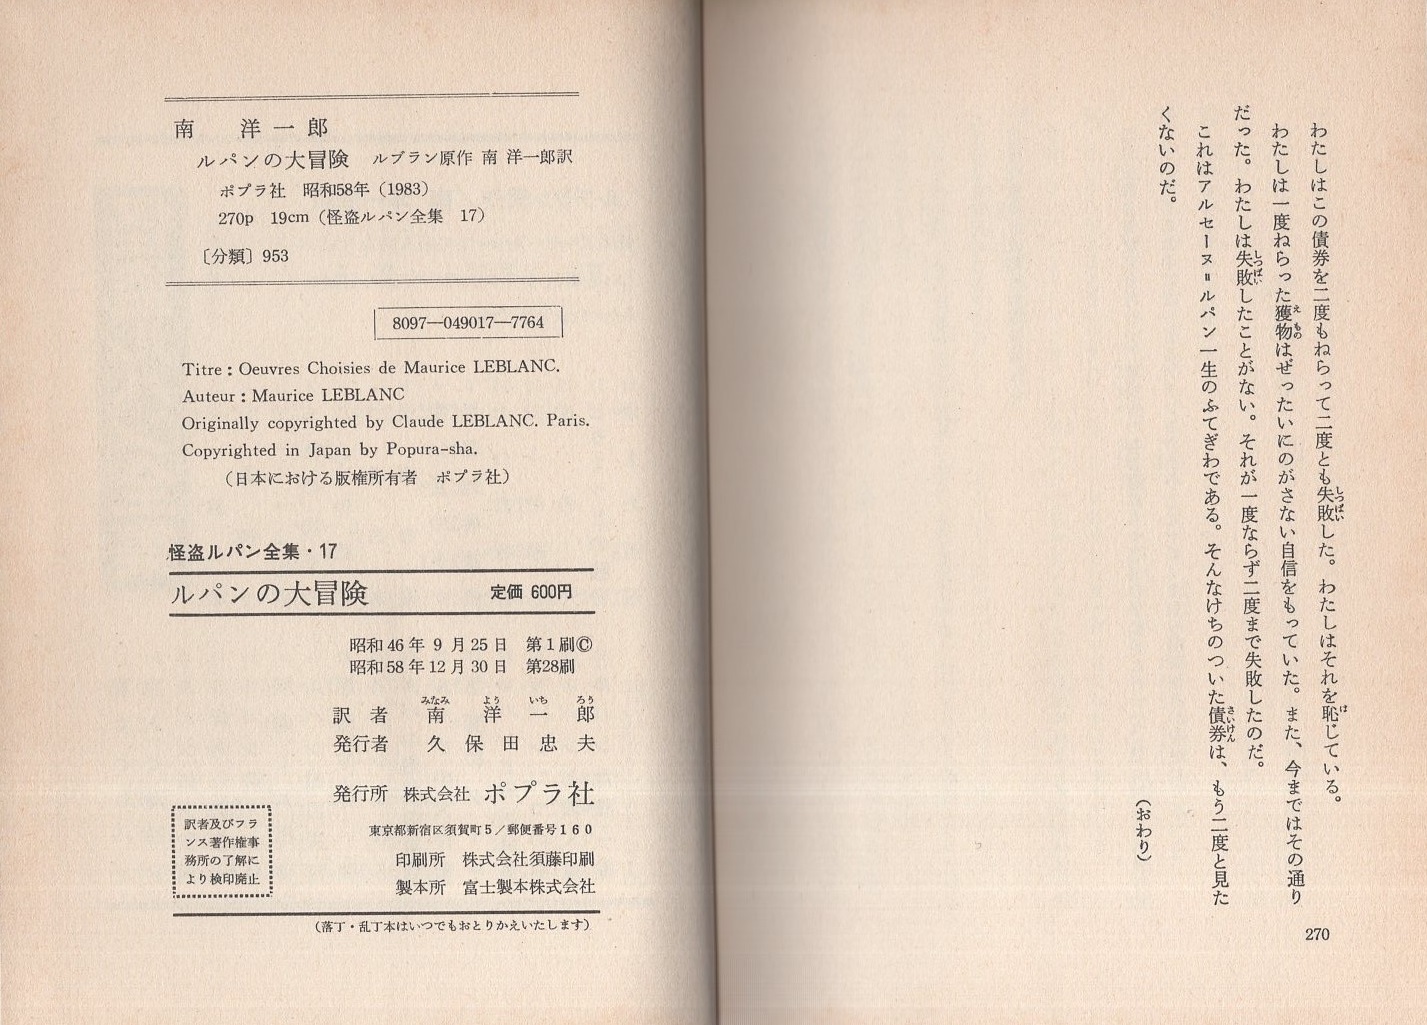 わたしはこの債券を二度もねらって二度とも失敗した。わたしはそれを恥じている。
わたしは一度ねらった獲物はぜったいにのがさない自信をもっていた。また、今まではその通り
だった。わたしは失敗したことがない。それが一度ならず二度まで失敗したのだ。
これはアルセーヌ＝ルパン一生のふてぎわである。そんなけちのついた債券は、もう二度と見た
くないのだ。
（おわり）
270
南　洋一郎
ルパンの大冒険　ルブラン原作 南 洋一郎訳
ポプラ社　昭和58年（1983）
270p　19cm（怪盗ルパン全集　17）
〔分類〕953
8097—049017—7764
Titre : Oeuvres Choisies de Maurice LEBLANC.
Auteur : Maurice LEBLANC
Originally copyrighted by Claude LEBLANC. Paris.
Copyrighted in Japan by Popura-sha.
（日本における版権所有者　ポプラ社）
怪盗ルパン全集・17
ルパンの大冒険　定価 600円
昭和46年9月25日　第1刷Ⓒ
昭和58年12月30日　第28刷
みなみ　よう　いち　ろう
訳者　南洋一郎
発行者　久保田忠夫
発行所　株式会社 ポプラ社
東京都新宿区須賀町5／郵便番号160
印刷所　株式会社須藤印刷
製本所　富士製本株式会社
訳者及びフラ
ンス著作権事
務所の了解に
より検印廃止
（落丁・乱丁本はいつでもおとりかえいたします）